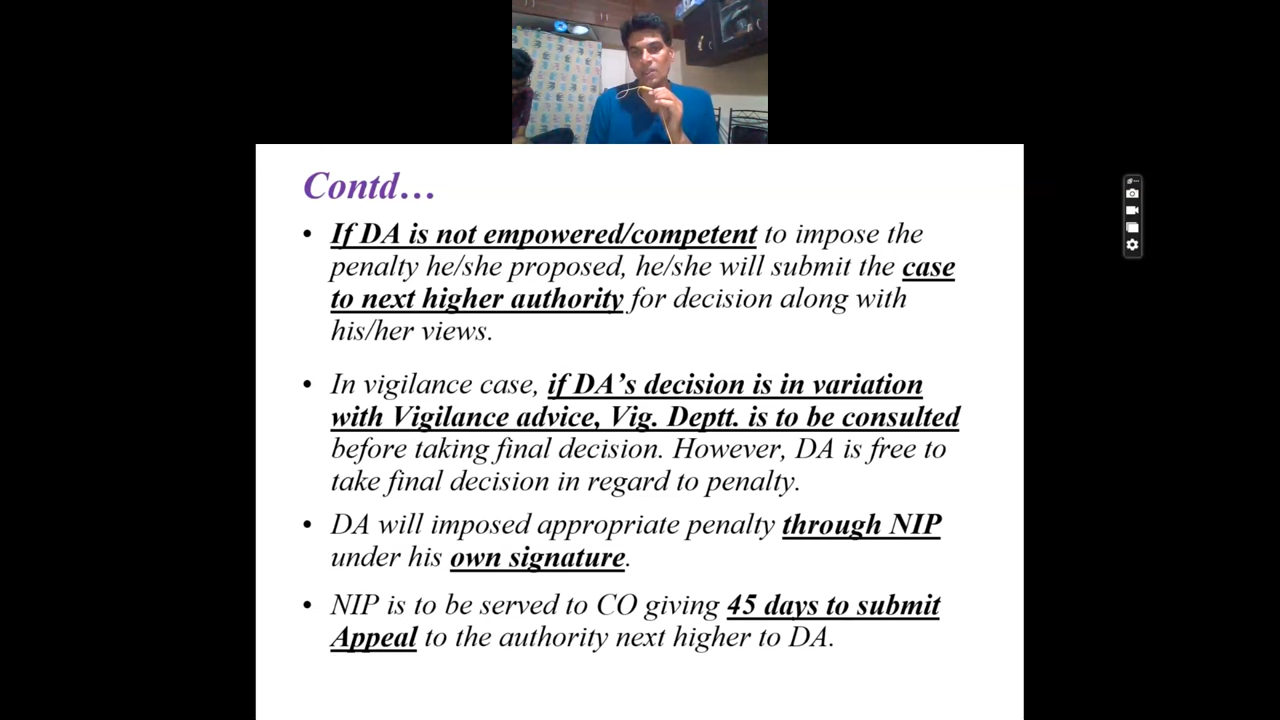 Contd…
• If DA is not empowered/competent to impose the
penalty he/she proposed, he/she will submit the case
to next higher authority for decision along with
his/her views.
• In vigilance case, if DA’s decision is in variation
with Vigilance advice, Vig. Deptt. is to be consulted
before taking final decision. However, DA is free to
take final decision in regard to penalty.
• DA will imposed appropriate penalty through NIP
under his own signature.
• NIP is to be served to CO giving 45 days to submit
Appeal to the authority next higher to DA.